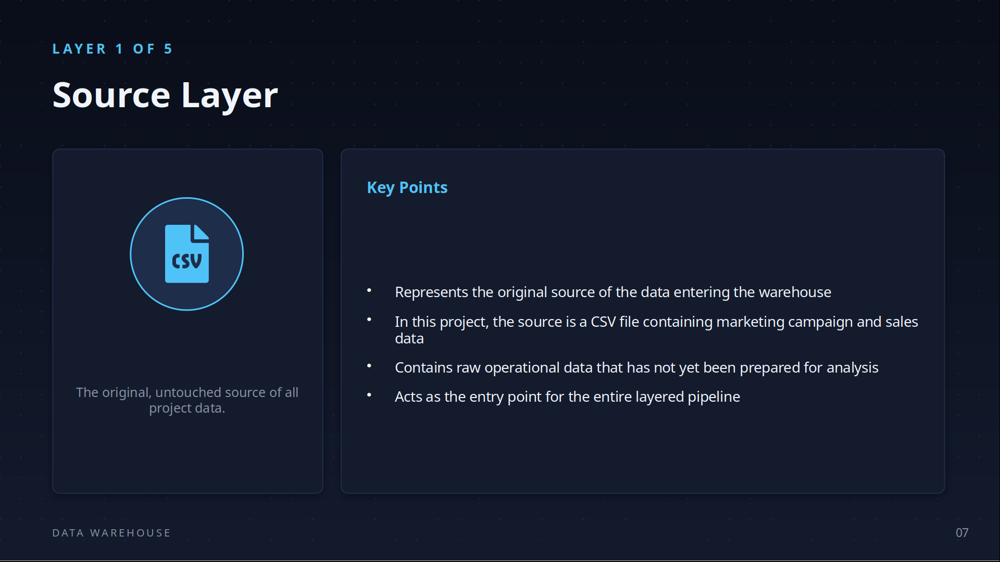 LAYER 1 OF 5
Source Layer
CSV
The original, untouched source of all
project data.
Key Points
• Represents the original source of the data entering the warehouse
• In this project, the source is a CSV file containing marketing campaign and sales
data
• Contains raw operational data that has not yet been prepared for analysis
• Acts as the entry point for the entire layered pipeline
DATA WAREHOUSE
07